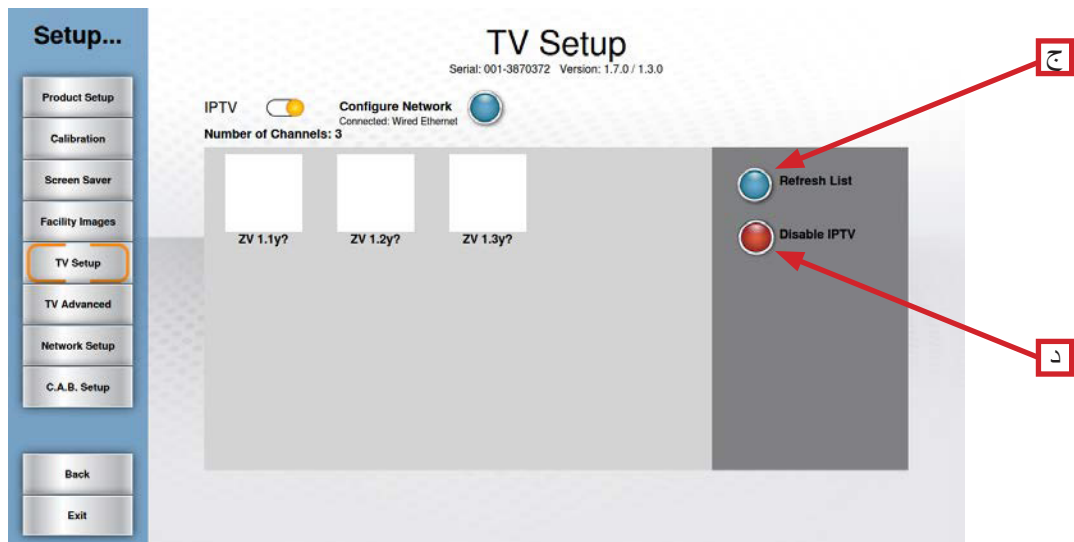 Setup...
Product Setup
Calibration
Screen Saver
Facility Images
TV Setup
TV Advanced
Network Setup
C.A.B. Setup
Back
Exit
TV Setup
Serial: 001-3870372 Version: 1.7.0 / 1.3.0
IPTV
Configure Network
Connected: Wired Ethernet
Number of Channels: 3
ZV 1.1y? ZV 1.2y? ZV 1.3y?
Refresh List
Disable IPTV
ج
د